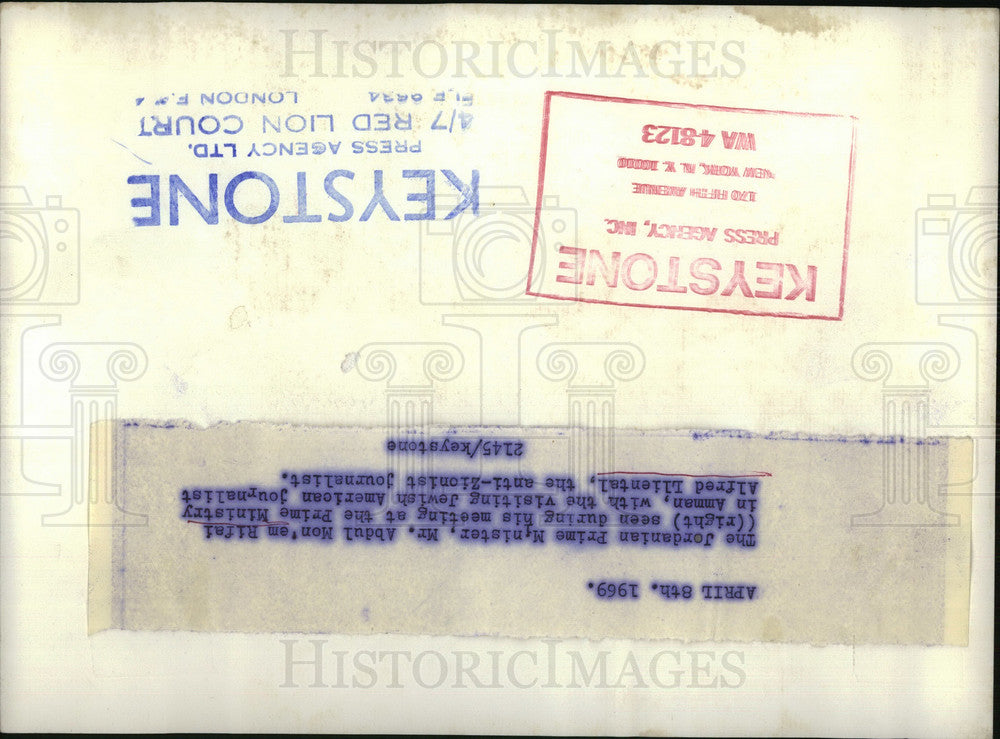 HISTORICIMAGES
APRIL 8th. 1969.
The Jordanian Prime Minister, Mr. Abdul Mon'em Rifai
((right) seen during his meeting at the Prime Ministry
in Amman, with the visiting Jewish American journalist
Alfred Lilental, the anti-Zionist journalist.
2145/keystone
KEYSTONE
PRESS AGENCY, INC.
170 FIFTH AVENUE
NEW YORK, N. Y. 10010
WA 4-8123
KEYSTONE
PRESS AGENCY LTD.
4/7 RED LION COURT
LONDON
HISTORICIMAGES